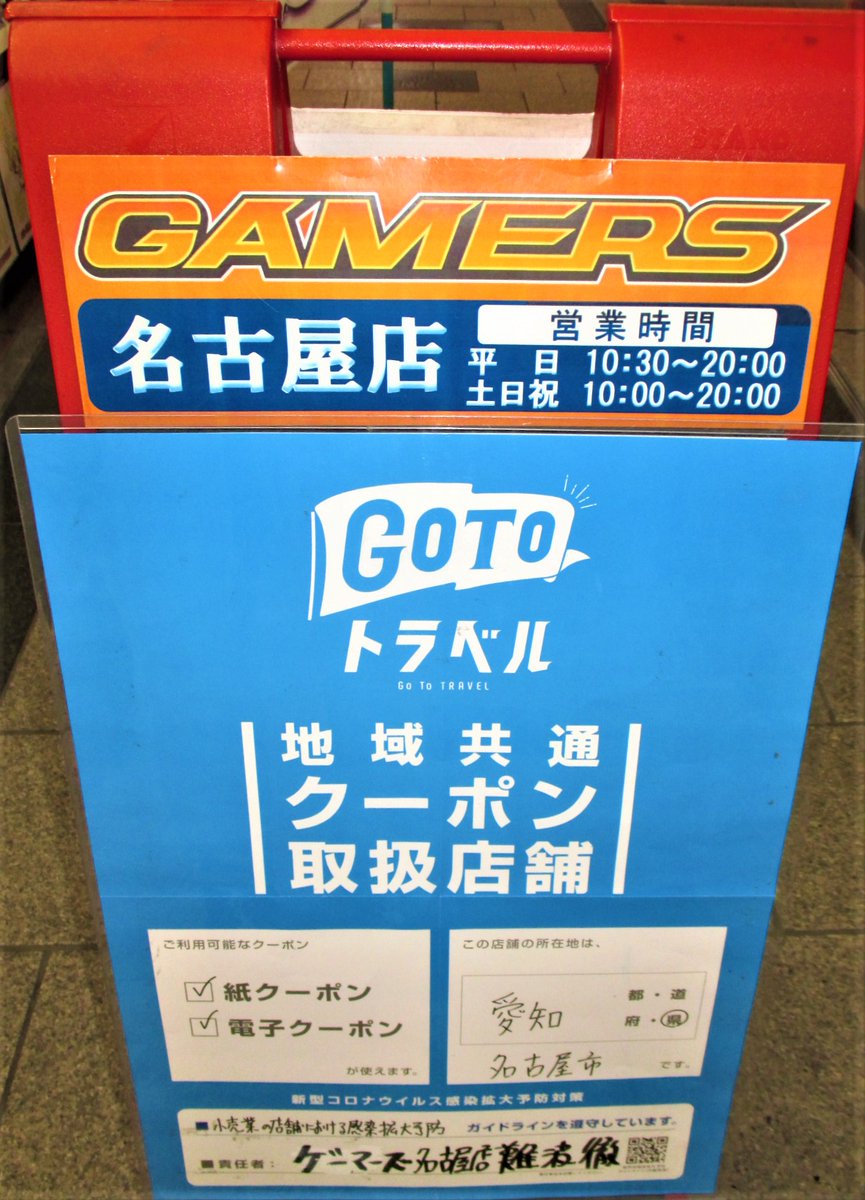 GAMERS
名古屋店
営業時間
平 日 10:30～20:00
土日祝 10:00～20:00
GOTO
トラベル
Go To TRAVEL
地域共通
クーポン
取扱店舗
ご利用可能なクーポン
紙クーポン
電子クーポン
が使えます。
この店舗の所在地は、
愛知 都・道
府・県
名古屋市 です。
新型コロナウイルス感染拡大予防対策
■小売業の店舗における感染拡大予防 ガイドラインを遵守しています。
■責任者： ゲーマーズ名古屋店